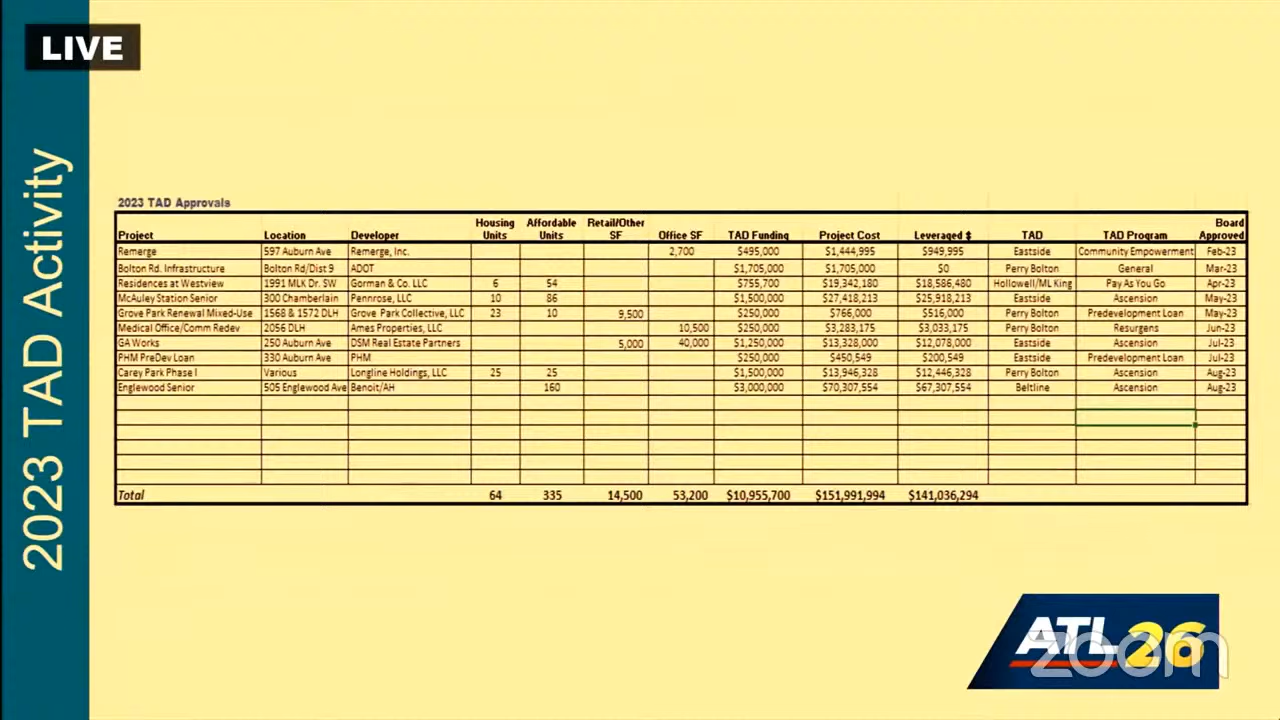 LIVE
2023 TAD Activity
2023 TAD Approvals
Project Location Developer Housing Units Affordable Units Retail/Other SF Office SF TAD Funding Project Cost Leveraged $ TAD TAD Program Board Approved
Remerge 597 Auburn Ave Remerge, Inc. 2,700 $495,000 $1,444,995 $949,995 Eastside Community Empowerment Feb-23
Bolton Rd. Infrastructure Bolton Rd/Dist 9 ADOT $1,705,000 $1,705,000 $0 Perry Bolton General Mar-23
Residences at Westview 1991 MLK Dr. SW Gorman & Co. LLC 6 54 $755,700 $19,342,180 $18,586,480 Hollowell/ML King Pay As You Go Apr-23
McAuley Station Senior 300 Chamberlain Pennrose, LLC 10 86 $1,500,000 $27,418,213 $25,918,213 Eastside Ascension May-23
Grove Park Renewal Mixed-Use 1568 & 1572 DLH Grove Park Collective, LLC 23 10 9,500 $250,000 $766,000 $516,000 Perry Bolton Predevelopment Loan May-23
Medical Office/Comm Redev 2056 DLH Ames Properties, LLC 10,500 $250,000 $3,283,175 $3,033,175 Perry Bolton Resurgens Jun-23
GA Works 250 Auburn Ave DSM Real Estate Partners 5,000 40,000 $1,250,000 $13,328,000 $12,078,000 Eastside Ascension Jul-23
PHM PreDev Loan 330 Auburn Ave PHM $250,000 $450,549 $200,549 Eastside Predevelopment Loan Jul-23
Carey Park Phase I Various Longline Holdings, LLC 25 25 $1,500,000 $13,946,328 $12,446,328 Perry Bolton Ascension Aug-23
Englewood Senior 505 Englewood Ave Benoit/AH 160 $3,000,000 $70,307,554 $67,307,554 Beltline Ascension Aug-23
Total 64 335 14,500 53,200 $10,955,700 $151,991,994 $141,036,294
ATL 26
zoom